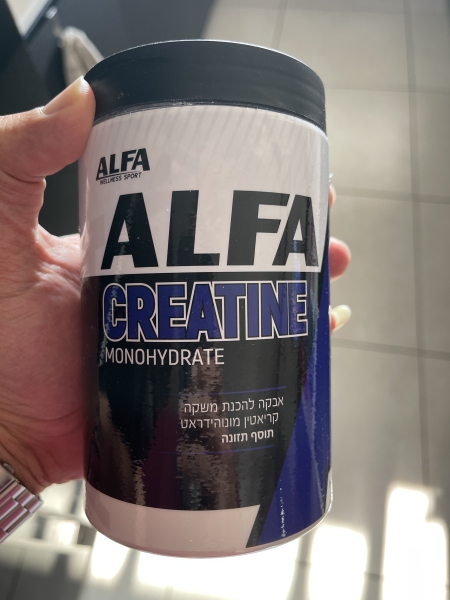 ALFA
WELLNESS SPORT
ALFA
CREATINE
MONOHYDRATE
אבקה להכנת משקה
קריאטין מונוהידראט
תוסף תזונה